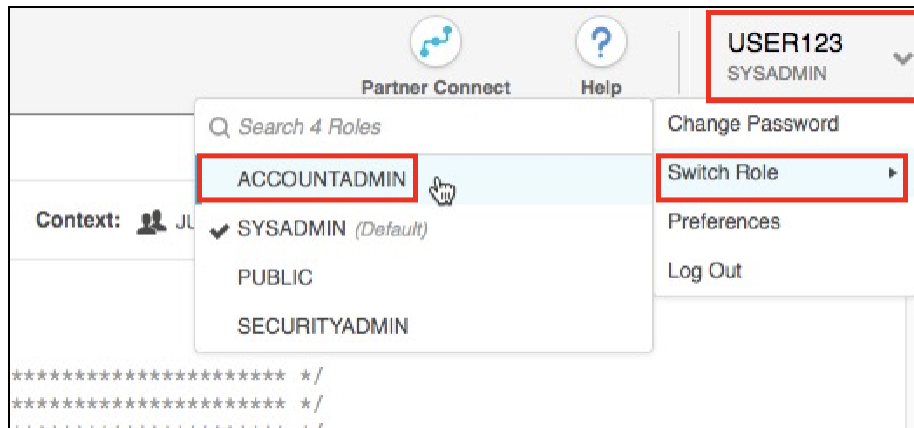 USER123
SYSADMIN
Partner Connect
Help
Search 4 Roles
Change Password
ACCOUNTADMIN
Switch Role
Context:
SYSADMIN (Default)
Preferences
PUBLIC
Log Out
SECURITYADMIN
********************** */
********************** */